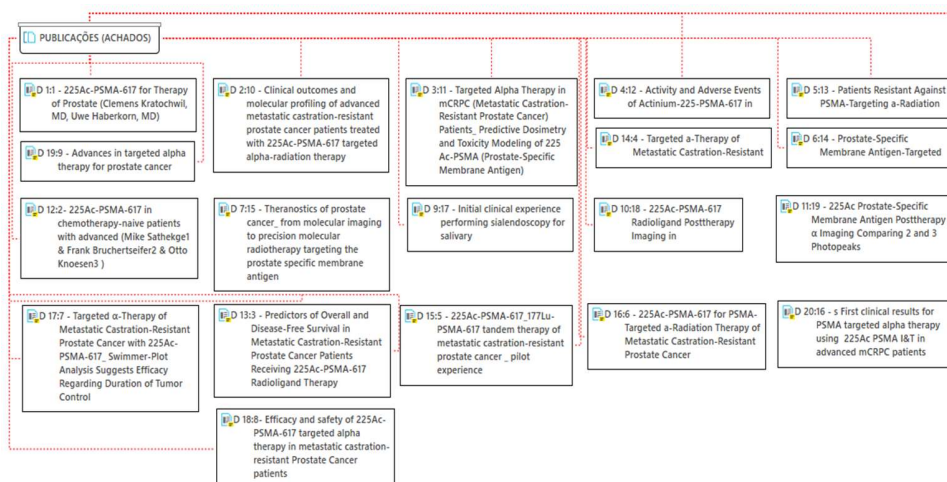 PUBLICAÇÕES (ACHADOS)
D 1:1 - 225Ac-PSMA-617 for Therapy
of Prostate (Clemens Kratochwil,
MD, Uwe Haberkorn, MD)
D 19:9 - Advances in targeted alpha
therapy for prostate cancer
D 2:10 - Clinical outcomes and
molecular profiling of advanced
metastatic castration-resistant
prostate cancer patients treated
with 225Ac-PSMA-617 targeted
alpha-radiation therapy
D 3:11 - Targeted Alpha Therapy in
mCRPC (Metastatic Castration-
Resistant Prostate Cancer)
Patients_ Predictive Dosimetry
and Toxicity Modeling of 225
Ac-PSMA (Prostate-Specific
Membrane Antigen)
D 4:12 - Activity and Adverse Events
of Actinium-225-PSMA-617 in
D 14:4 - Targeted a-Therapy of
Metastatic Castration-Resistant
D 5:13 - Patients Resistant Against
PSMA-Targeting a-Radiation
D 6:14 - Prostate-Specific
Membrane Antigen-Targeted
D 12:2- 225Ac-PSMA-617 in
chemotherapy-naive patients
with advanced (Mike Sathekge1
& Frank Bruchertseifer2 & Otto
Knoesen3 )
D 7:15 - Theranostics of prostate
cancer_ from molecular imaging
to precision molecular
radiotherapy targeting the
prostate specific membrane
antigen
D 9:17 - Initial clinical experience
performing sialendoscopy for
salivary
D 10:18 - 225Ac-PSMA-617
Radioligand Posttherapy
Imaging in
D 11:19 - 225Ac Prostate-Specific
Membrane Antigen Posttherapy
α Imaging Comparing 2 and 3
Photopeaks
D 17:7 - Targeted α-Therapy of
Metastatic Castration-Resistant
Prostate Cancer with 225Ac-
PSMA-617_ Swimmer-Plot
Analysis Suggests Efficacy
Regarding Duration of Tumor
Control
D 13:3 - Predictors of Overall and
Disease-Free Survival in
Metastatic Castration-Resistant
Prostate Cancer Patients
Receiving 225Ac-PSMA-617
Radioligand Therapy
D 15:5 - 225Ac-PSMA-617_177Lu-
PSMA-617 tandem therapy of
metastatic castration-resistant
prostate cancer _ pilot
experience
D 16:6 - 225Ac-PSMA-617 for PSMA-
Targeted a-Radiation Therapy of
Metastatic Castration-Resistant
Prostate Cancer
D 20:16 - s First clinical results for
PSMA targeted alpha therapy
using 225Ac PSMA I&T in
advanced mCRPC patients
D 18:8- Efficacy and safety of 225Ac-
PSMA-617 targeted alpha
therapy in metastatic castration-
resistant Prostate Cancer
patients